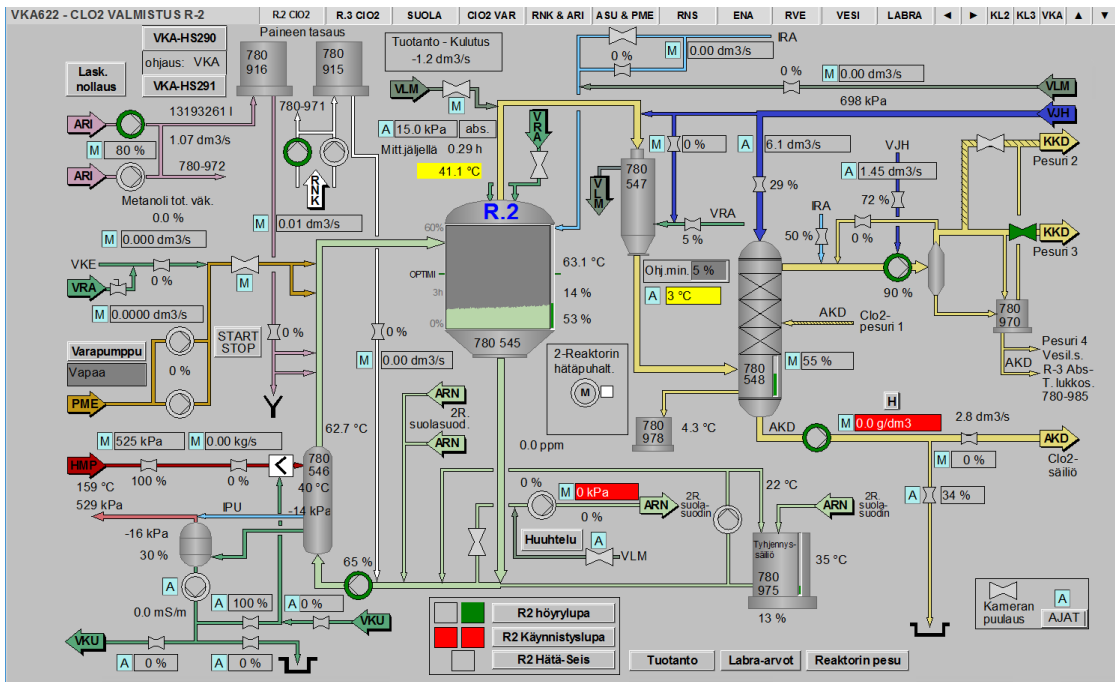 VKA622 - CLO2 VALMISTUS R-2
R.2 ClO2
R.3 ClO2
SUOLA
ClO2 VAR
RNK & ARI
ASU & PME
RNS
ENA
RVE
VESI
LABRA
KL2
KL3
VKA
VKA-HS290
ohjaus: VKA
VKA-HS291
Lask.
nollaus
Paineen tasaus
780
916
780
915
Tuotanto - Kulutus
-1.2 dm3/s
0 %
M 0.00 dm3/s
IRA
0 %
M 0.00 dm3/s
VLM
VLM
M
698 kPa
VJH
ARI
13193261 l
M 80 %
1.07 dm3/s
780-971
780-972
ARI
RNK
A 15.0 kPa abs.
Mitt.jäljellä 0.29 h
41.1 °C
VRA
VLM
780
547
M 0 %
A 6.1 dm3/s
VJH
A 1.45 dm3/s
72 %
KKD
Pesuri 2
Metanoli tot. väk.
0.0 %
M 0.01 dm3/s
M 0.000 dm3/s
R.2
60%
OPTIMI
3h
0%
63.1 °C
14 %
53 %
780 545
VRA
5 %
29 %
IRA
50 %
0 %
KKD
Pesuri 3
VKE
0 %
VRA
M
M 0.0000 dm3/s
Ohj.min. 5 %
A 3 °C
90 %
780
970
START
STOP
0 %
0 %
M 0.00 dm3/s
AKD
Clo2-
pesuri 1
Pesuri 4
AKD
Vesil.s.
R-3 Abs-
T.lukkos.
780-985
Varapumppu
Vapaa
0 %
PME
2-Reaktorin
hätäpuhalt.
M
780
548
M 55 %
ARN
2R.
suolasuod.
ARN
0.0 ppm
780
978
4.3 °C
AKD
H
M 0.0 g/dm3
2.8 dm3/s
AKD
Clo2-
säiliö
M 0 %
A 34 %
M 525 kPa
M 0.00 kg/s
62.7 °C
HMP
159 °C
100 %
0 %
529 kPa
IPU
780
546
40 °C
-14 kPa
-16 kPa
30 %
65 %
0 %
M 0 kPa
0 %
ARN
2R.
suola-
suodin
22 °C
ARN
2R.
suola-
suodin
Huuhtelu
A
VLM
Tyhjennys-
säiliö
780
975
35 °C
13 %
A
0.0 mS/m
A 100 %
A 0 %
VKU
VKU
A 0 %
A 0 %
R2 höyrylupa
R2 Käynnistyslupa
R2 Hätä-Seis
Tuotanto
Labra-arvot
Reaktorin pesu
Kameran
puulaus
A
AJAT